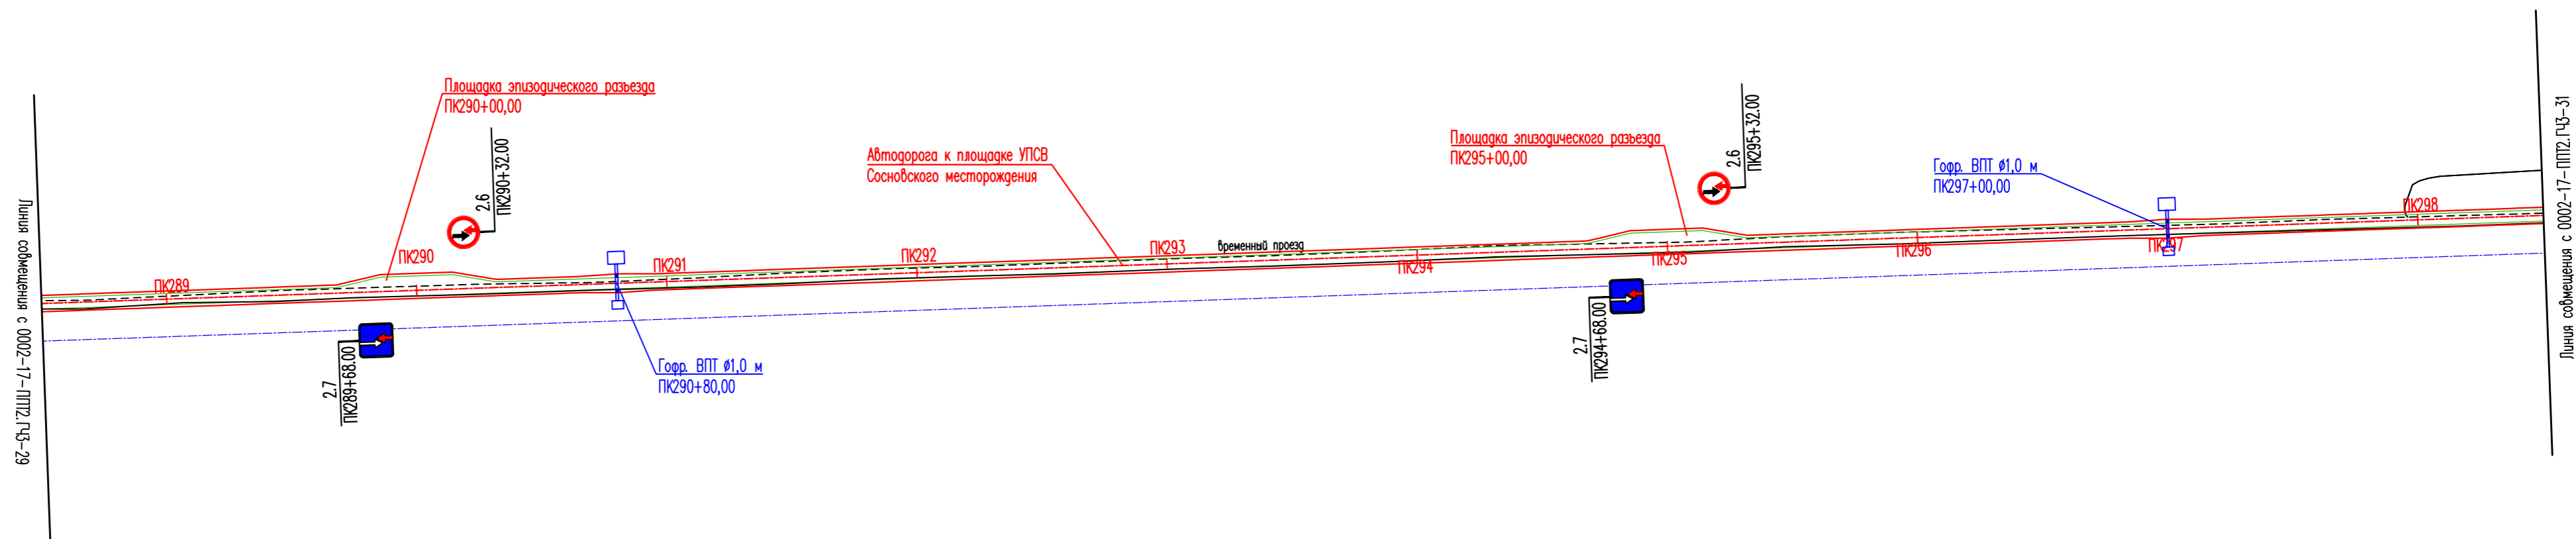 Линия совмещения с 0002-17-ППТ2.ГЧ3-29
ПК289
Площадка эпизодического разъезда
ПК290+00,00
2.6
ПК290+32.00
ПК290
2.7
ПК289+68.00
ПК291
Гофр. ВПТ ø1,0 м
ПК290+80,00
Автодорога к площадке УПСВ
Сосновского месторождения
ПК292
ПК293
временный проезд
ПК294
Площадка эпизодического разъезда
ПК295+00,00
2.6
ПК295+32.00
ПК295
2.7
ПК294+68.00
ПК296
Гофр. ВПТ ø1,0 м
ПК297+00,00
ПК297
ПК298
Линия совмещения с 0002-17-ППТ2.ГЧ3-31